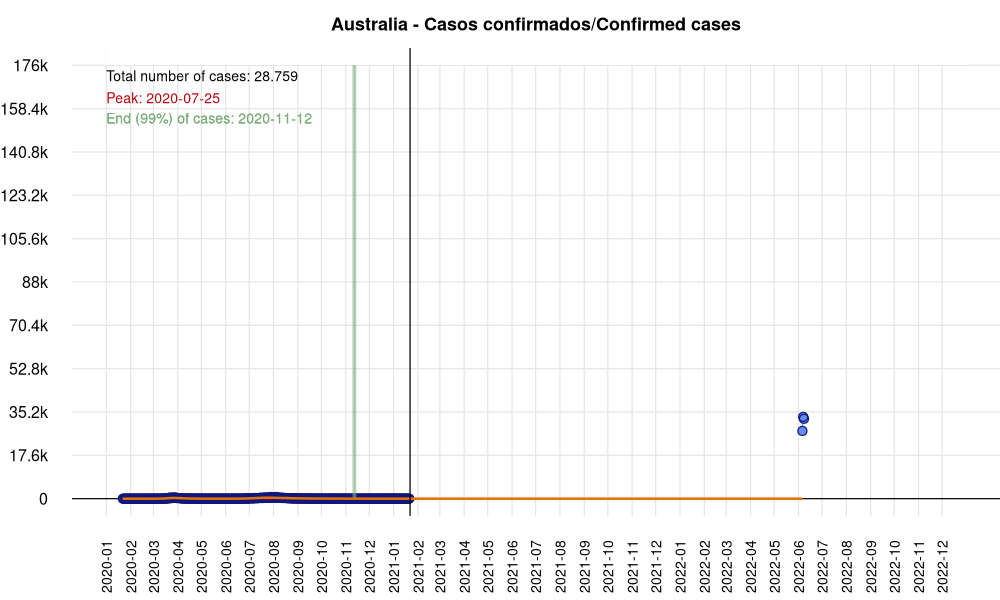 Australia - Casos confirmados/Confirmed cases
176k
158.4k
140.8k
123.2k
105.6k
88k
70.4k
52.8k
35.2k
17.6k
0
Total number of cases: 28.759
Peak: 2020-07-25
End (99%) of cases: 2020-11-12
2020-01
2020-02
2020-03
2020-04
2020-05
2020-06
2020-07
2020-08
2020-09
2020-10
2020-11
2020-12
2021-01
2021-02
2021-03
2021-04
2021-05
2021-06
2021-07
2021-08
2021-09
2021-10
2021-11
2021-12
2022-01
2022-02
2022-03
2022-04
2022-05
2022-06
2022-07
2022-08
2022-09
2022-10
2022-11
2022-12